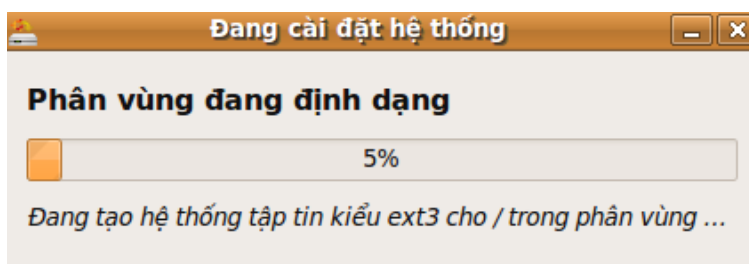 Đang cài đặt hệ thống
Phân vùng đang định dạng
5%
Đang tạo hệ thống tập tin kiểu ext3 cho / trong phân vùng ...